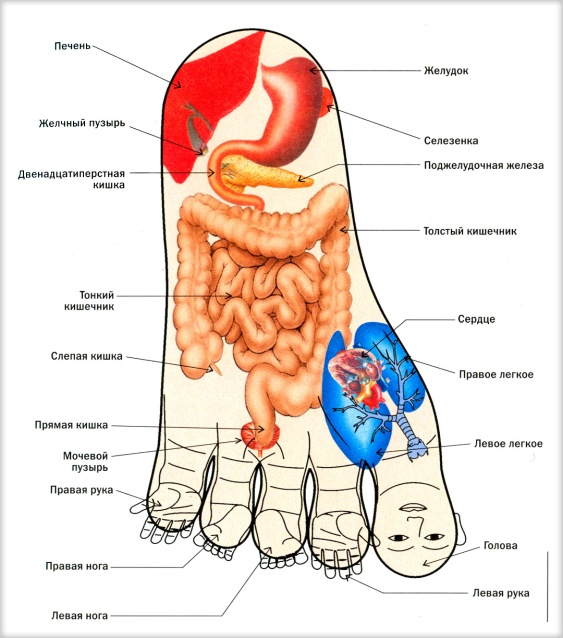 Печень
Желудок
Желчный пузырь
Селезенка
Поджелудочная железа
Двенадцатиперстная
кишка
Толстый кишечник
Тонкий
кишечник
Сердце
Слепая кишка
Правое легкое
Прямая кишка
Левое легкое
Мочевой
пузырь
Правая рука
Голова
Правая нога
Левая рука
Левая нога